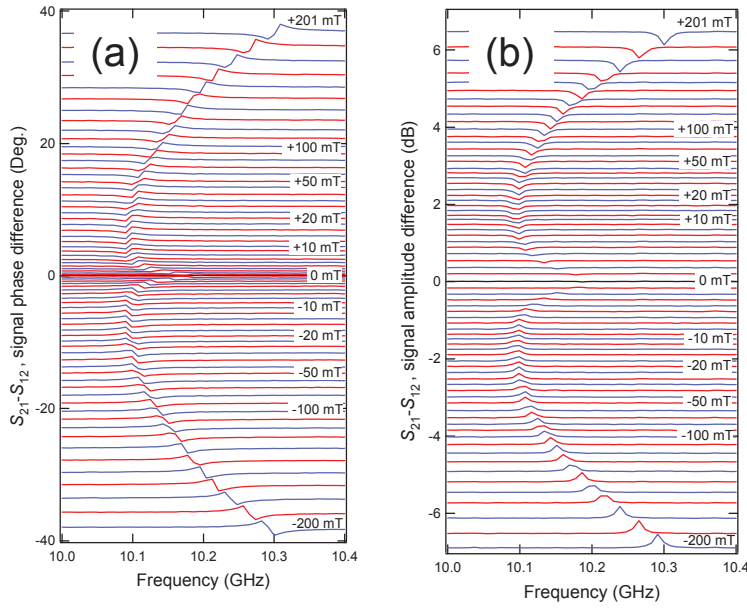 (a)
40
20
0
-20
-40
S21-S12, signal phase difference (Deg.)
+201 mT
+100 mT
+50 mT
+20 mT
+10 mT
0 mT
-10 mT
-20 mT
-50 mT
-100 mT
-200 mT
10.0 10.1 10.2 10.3 10.4
Frequency (GHz)
(b)
6
4
2
0
-2
-4
-6
S21-S12, signal amplitude difference (dB)
+201 mT
+100 mT
+50 mT
+20 mT
+10 mT
0 mT
-10 mT
-20 mT
-50 mT
-100 mT
-200 mT
10.0 10.1 10.2 10.3 10.4
Frequency (GHz)